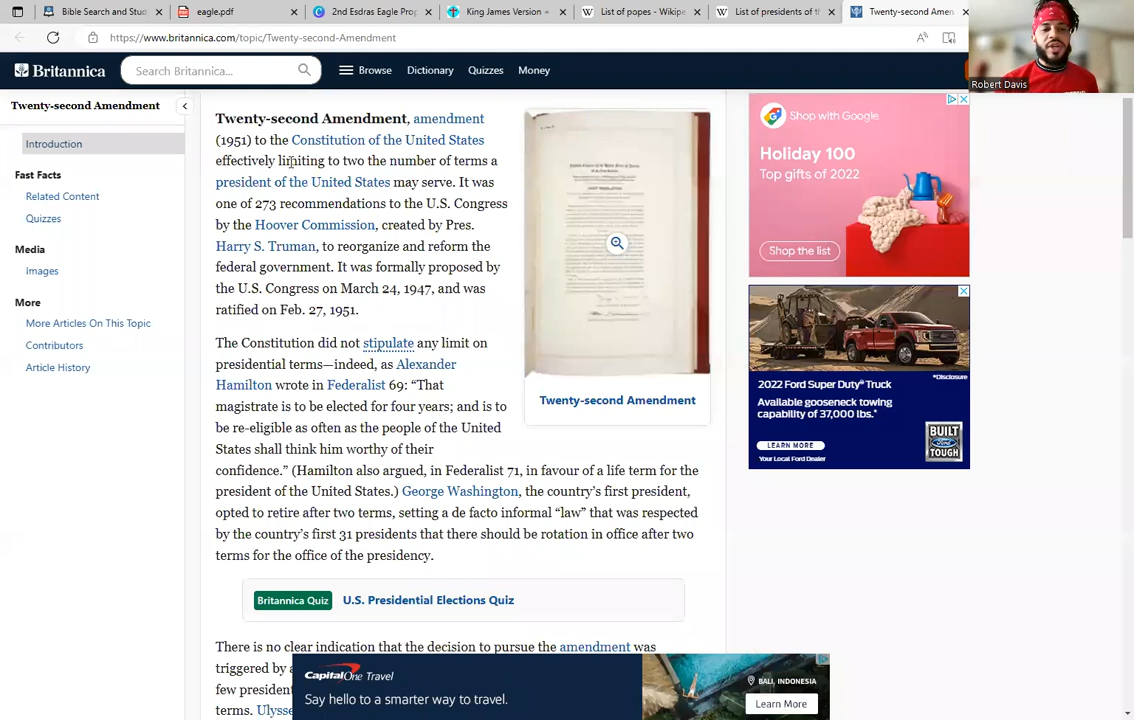 Bible Search and Stud
eagle.pdf
2nd Esdras Eagle Prop
King James Version +
List of popes - Wikipe
List of presidents of th
Twenty-second Amen
https://www.britannica.com/topic/Twenty-second-Amendment
Robert Davis
Britannica
Search Britannica...
Browse
Dictionary
Quizzes
Money
Twenty-second Amendment
Introduction
Fast Facts
Related Content
Quizzes
Media
Images
More
More Articles On This Topic
Contributors
Article History
Twenty-second Amendment, amendment
(1951) to the Constitution of the United States
effectively limiting to two the number of terms a
president of the United States may serve. It was
one of 273 recommendations to the U.S. Congress
by the Hoover Commission, created by Pres.
Harry S. Truman, to reorganize and reform the
federal government. It was formally proposed by
the U.S. Congress on March 24, 1947, and was
ratified on Feb. 27, 1951.
Twenty-second Amendment
The Constitution did not stipulate any limit on
presidential terms—indeed, as Alexander
Hamilton wrote in Federalist 69: “That
magistrate is to be elected for four years; and is to
be re-eligible as often as the people of the United
States shall think him worthy of their
confidence.” (Hamilton also argued, in Federalist 71, in favour of a life term for the
president of the United States.) George Washington, the country’s first president,
opted to retire after two terms, setting a de facto informal “law” that was respected
by the country’s first 31 presidents that there should be rotation in office after two
terms for the office of the presidency.
Britannica Quiz
U.S. Presidential Elections Quiz
There is no clear indication that the decision to pursue the amendment was
triggered by a
few president
terms. Ulysse
Shop with Google
Holiday 100
Top gifts of 2022
Shop the list
*Disclosure
2022 Ford Super Duty® Truck
Available gooseneck towing
capability of 37,000 lbs.*
LEARN MORE
Your Local Ford Dealer
BUILT
Ford
TOUGH
Capital One Travel
Say hello to a smarter way to travel.
BALI, INDONESIA
Learn More